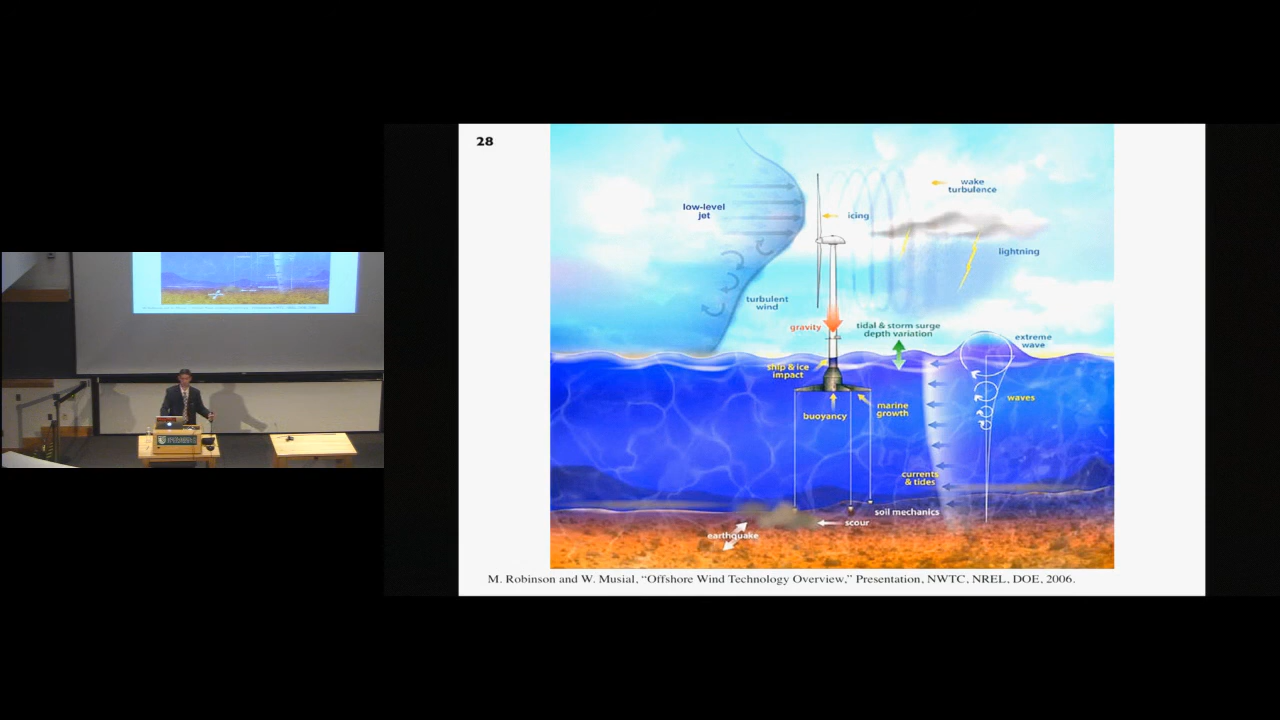 28
low-level
jet
wake
turbulence
icing
lightning
turbulent
wind
gravity
tidal & storm surge
depth variation
extreme
wave
ship & ice
impact
waves
buoyancy
marine
growth
currents
& tides
soil mechanics
scour
earthquake
M. Robinson and W. Musial, “Offshore Wind Technology Overview,” Presentation, NWTC, NREL, DOE, 2006.